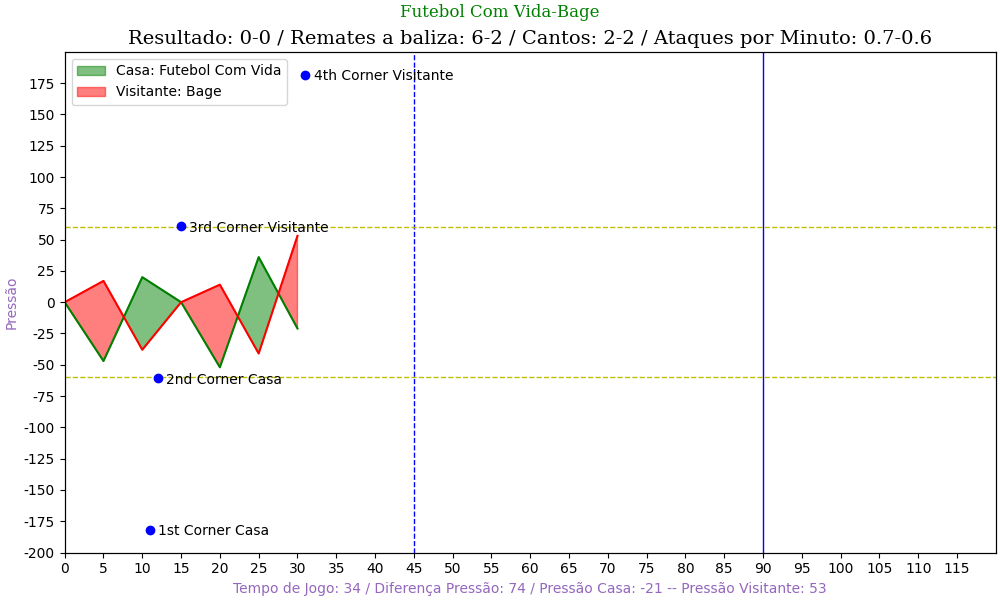 Futebol Com Vida-Bage
Resultado: 0-0 / Remates a baliza: 6-2 / Cantos: 2-2 / Ataques por Minuto: 0.7-0.6
Casa: Futebol Com Vida
Visitante: Bage
4th Corner Visitante
3rd Corner Visitante
2nd Corner Casa
1st Corner Casa
Pressão
175
150
125
100
75
50
25
0
-25
-50
-75
-100
-125
-150
-175
-200
0 5 10 15 20 25 30 35 40 45 50 55 60 65 70 75 80 85 90 95 100 105 110 115
Tempo de Jogo: 34 / Diferença Pressão: 74 / Pressão Casa: -21 -- Pressão Visitante: 53